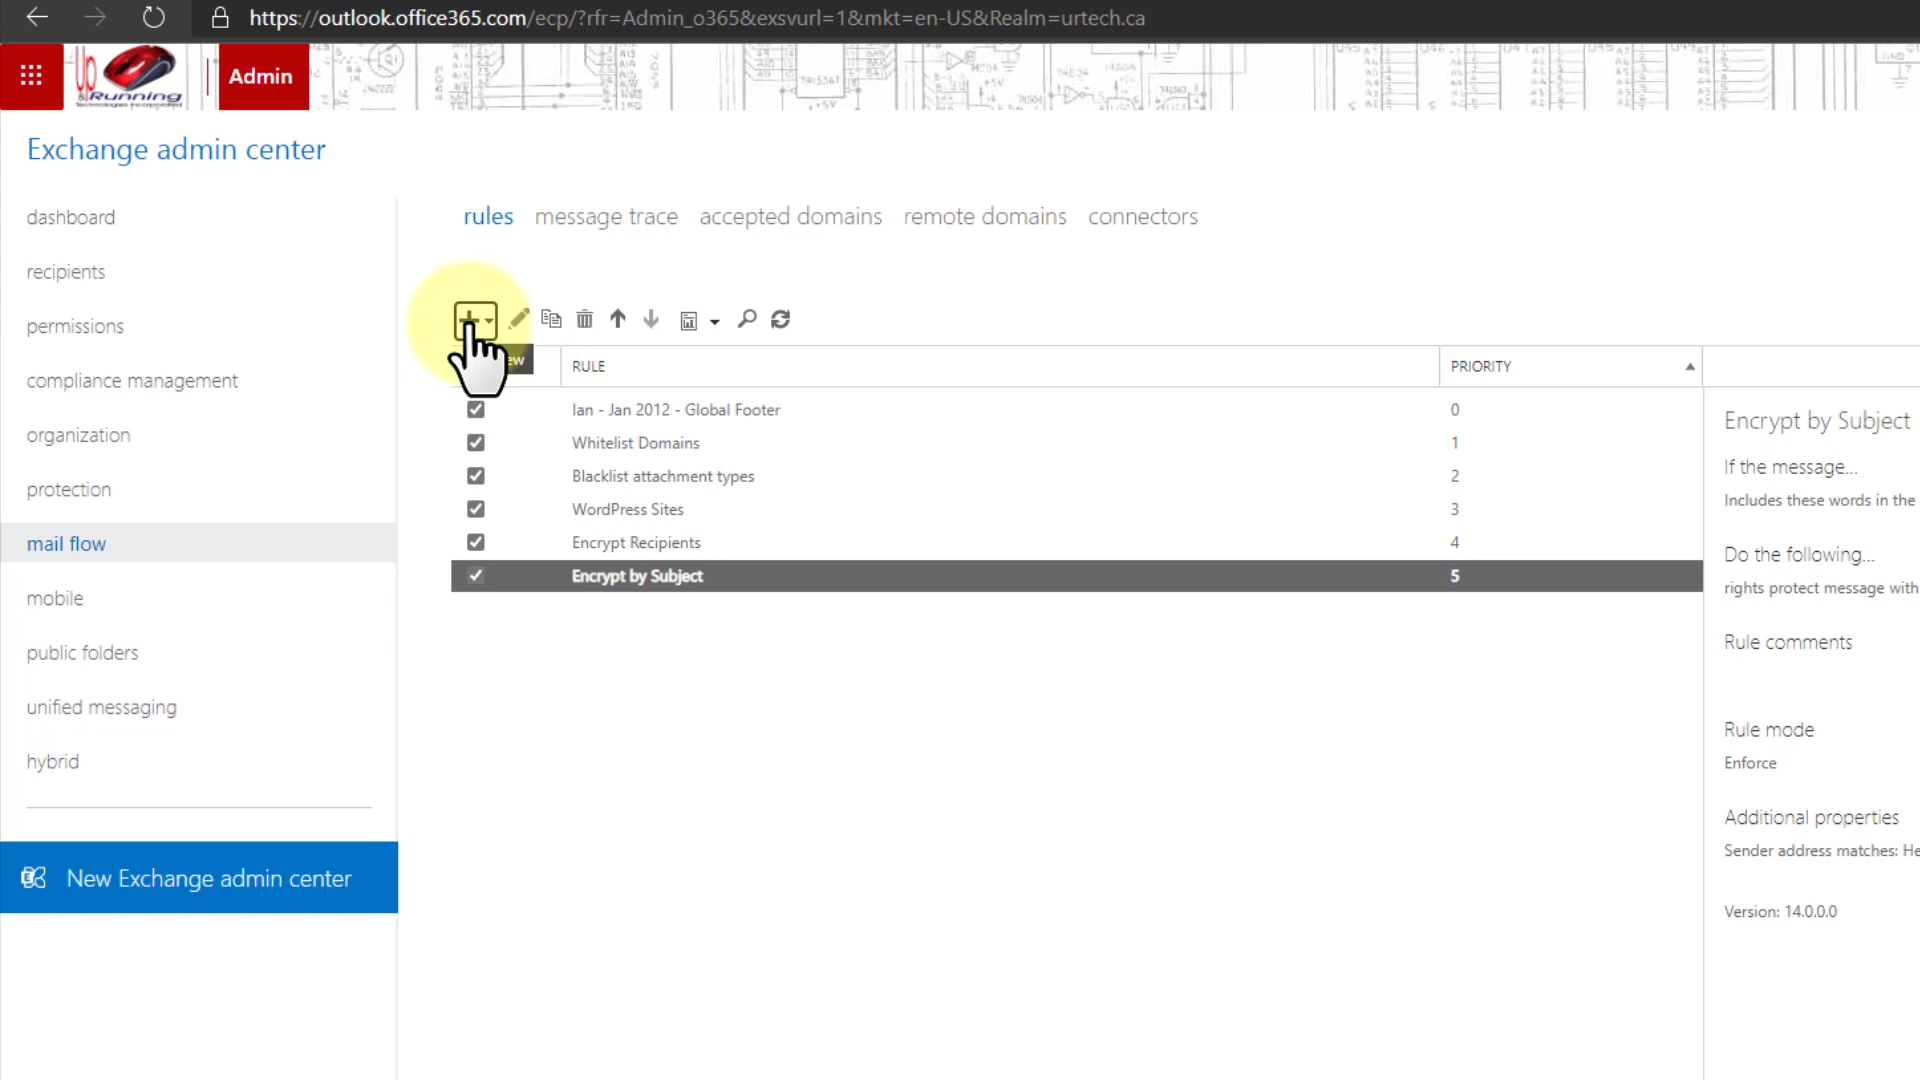 https://outlook.office365.com/ecp/?rfr=Admin_o365&exsvurl=1&mkt=en-US&Realm=urtech.ca
Up & Running
Technologies Incorporated
Admin
Exchange admin center
dashboard
recipients
permissions
compliance management
organization
protection
mail flow
mobile
public folders
unified messaging
hybrid
New Exchange admin center
rules message trace accepted domains remote domains connectors
RULE PRIORITY
Ian - Jan 2012 - Global Footer 0
Whitelist Domains 1
Blacklist attachment types 2
WordPress Sites 3
Encrypt Recipients 4
Encrypt by Subject 5
Encrypt by Subject
If the message...
Includes these words in the
Do the following...
rights protect message with
Rule comments
Rule mode
Enforce
Additional properties
Sender address matches: He
Version: 14.0.0.0